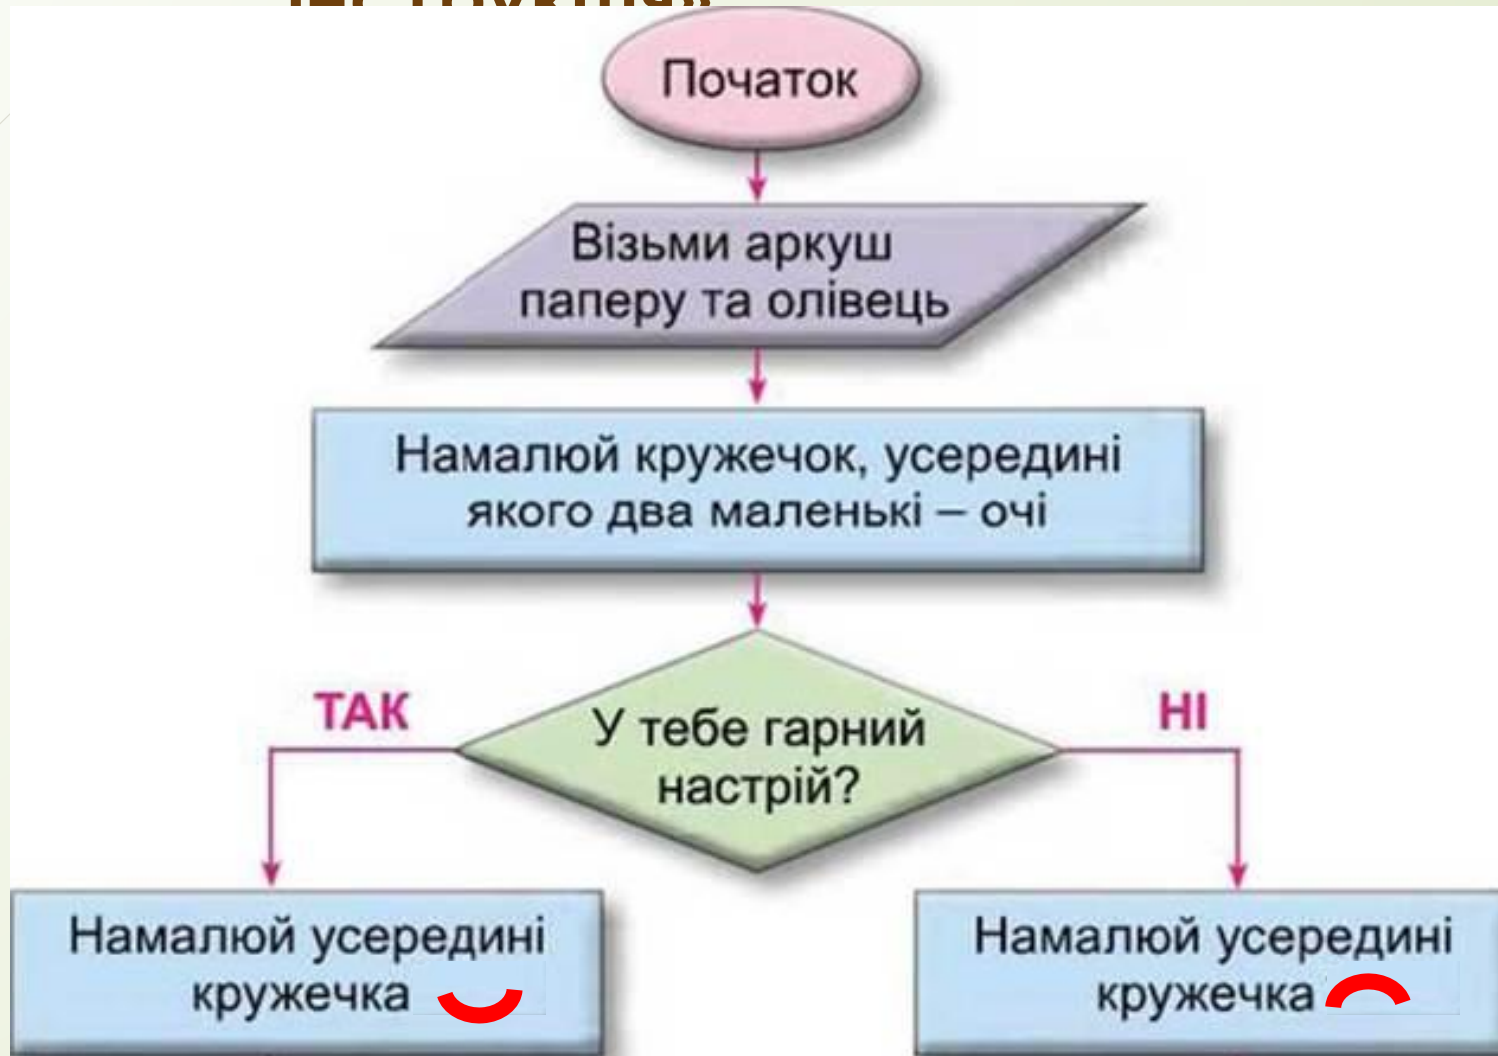 Початок
Візьми аркуш
паперу та олівець
Намалюй кружечок, усередині
якого два маленькі – очі
У тебе гарний
настрій?
ТАК
НІ
Намалюй усередині
кружечка
Намалюй усередині
кружечка